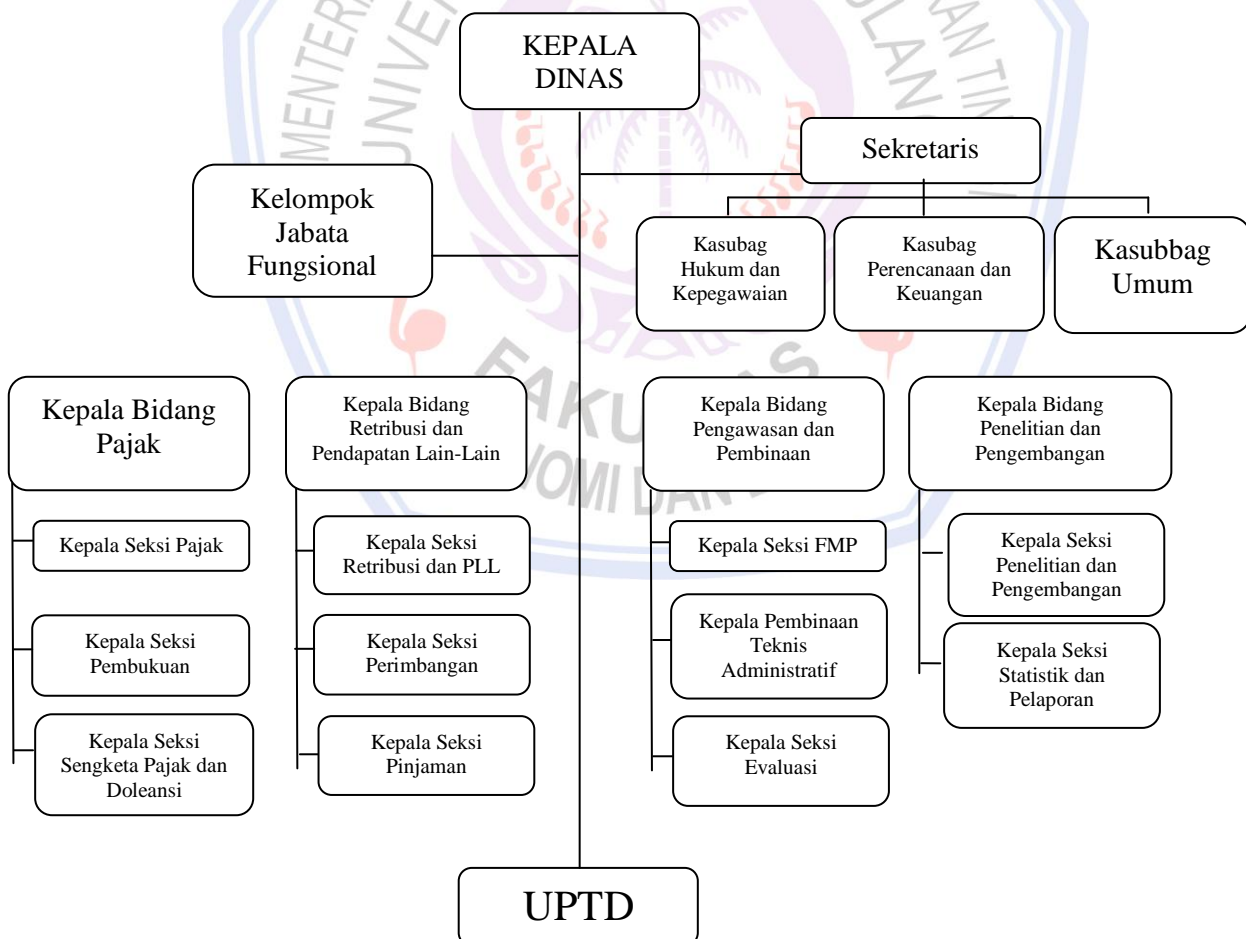 KEPALA
DINAS
Sekretaris
Kelompok
Jabata
Fungsional
Kasubag
Hukum dan
Kepegawaian
Kasubag
Perencanaan dan
Keuangan
Kasubbag
Umum
Kepala Bidang
Pajak
Kepala Bidang
Retribusi dan
Pendapatan Lain-Lain
Kepala Bidang
Pengawasan dan
Pembinaan
Kepala Bidang
Penelitian dan
Pengembangan
Kepala Seksi Pajak
Kepala Seksi
Pembukuan
Kepala Seksi
Sengketa Pajak dan
Doleansi
Kepala Seksi
Retribusi dan PLL
Kepala Seksi
Perimbangan
Kepala Seksi
Pinjaman
Kepala Seksi FMP
Kepala Pembinaan
Teknis
Administratif
Kepala Seksi
Evaluasi
Kepala Seksi
Penelitian dan
Pengembangan
Kepala Seksi
Statistik dan
Pelaporan
UPTD